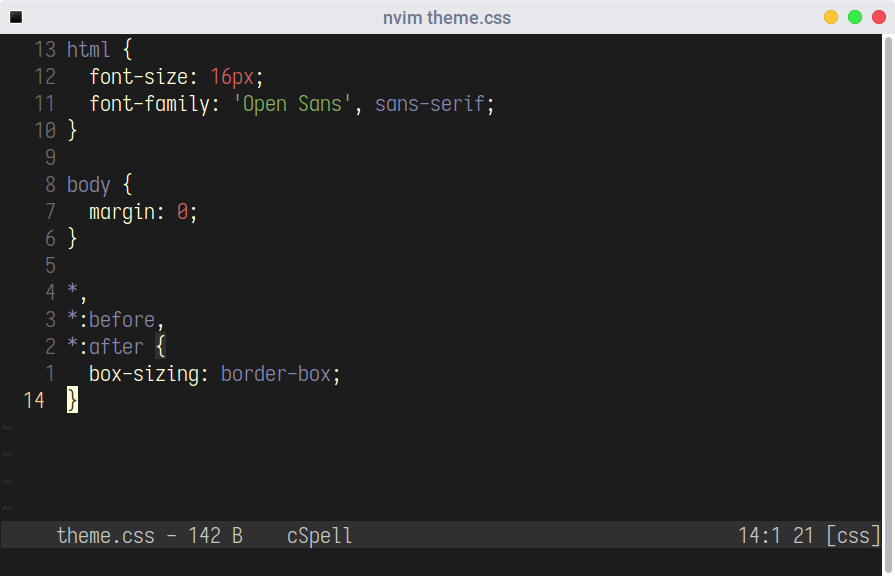 nvim theme.css
13 html {
12   font-size: 16px;
11   font-family: 'Open Sans', sans-serif;
10 }
9
8 body {
7   margin: 0;
6 }
5
4 *,
3 *:before,
2 *:after {
1   box-sizing: border-box;
14 }
~
~
~
~
theme.css - 142 B    cSpell    14:1 21 [css]